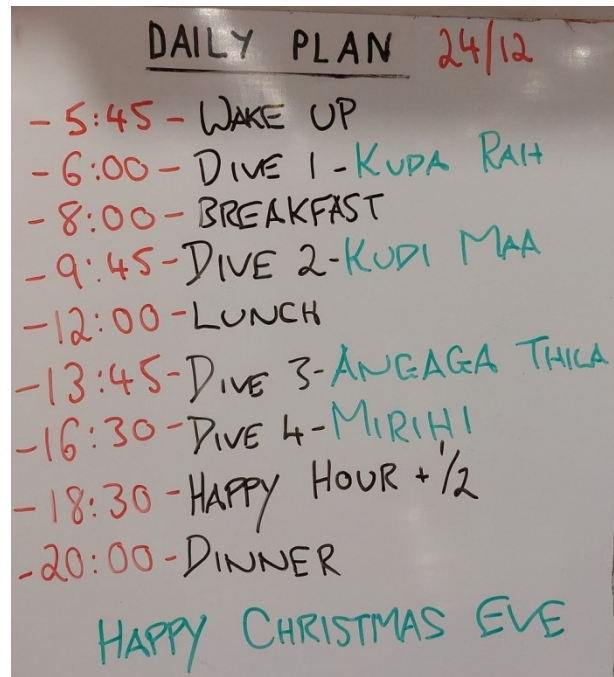 DAILY PLAN 24/12
- 5:45 - WAKE UP
- 6:00 - DIVE 1 - KUDA RAH
- 8:00 - BREAKFAST
- 9:45 - DIVE 2 - KUDI MAA
- 12:00 - LUNCH
- 13:45 - DIVE 3 - ANGAGA THILA
- 16:30 - DIVE 4 - MIRIHI
- 18:30 - HAPPY HOUR + 1/2
- 20:00 - DINNER
HAPPY CHRISTMAS EVE